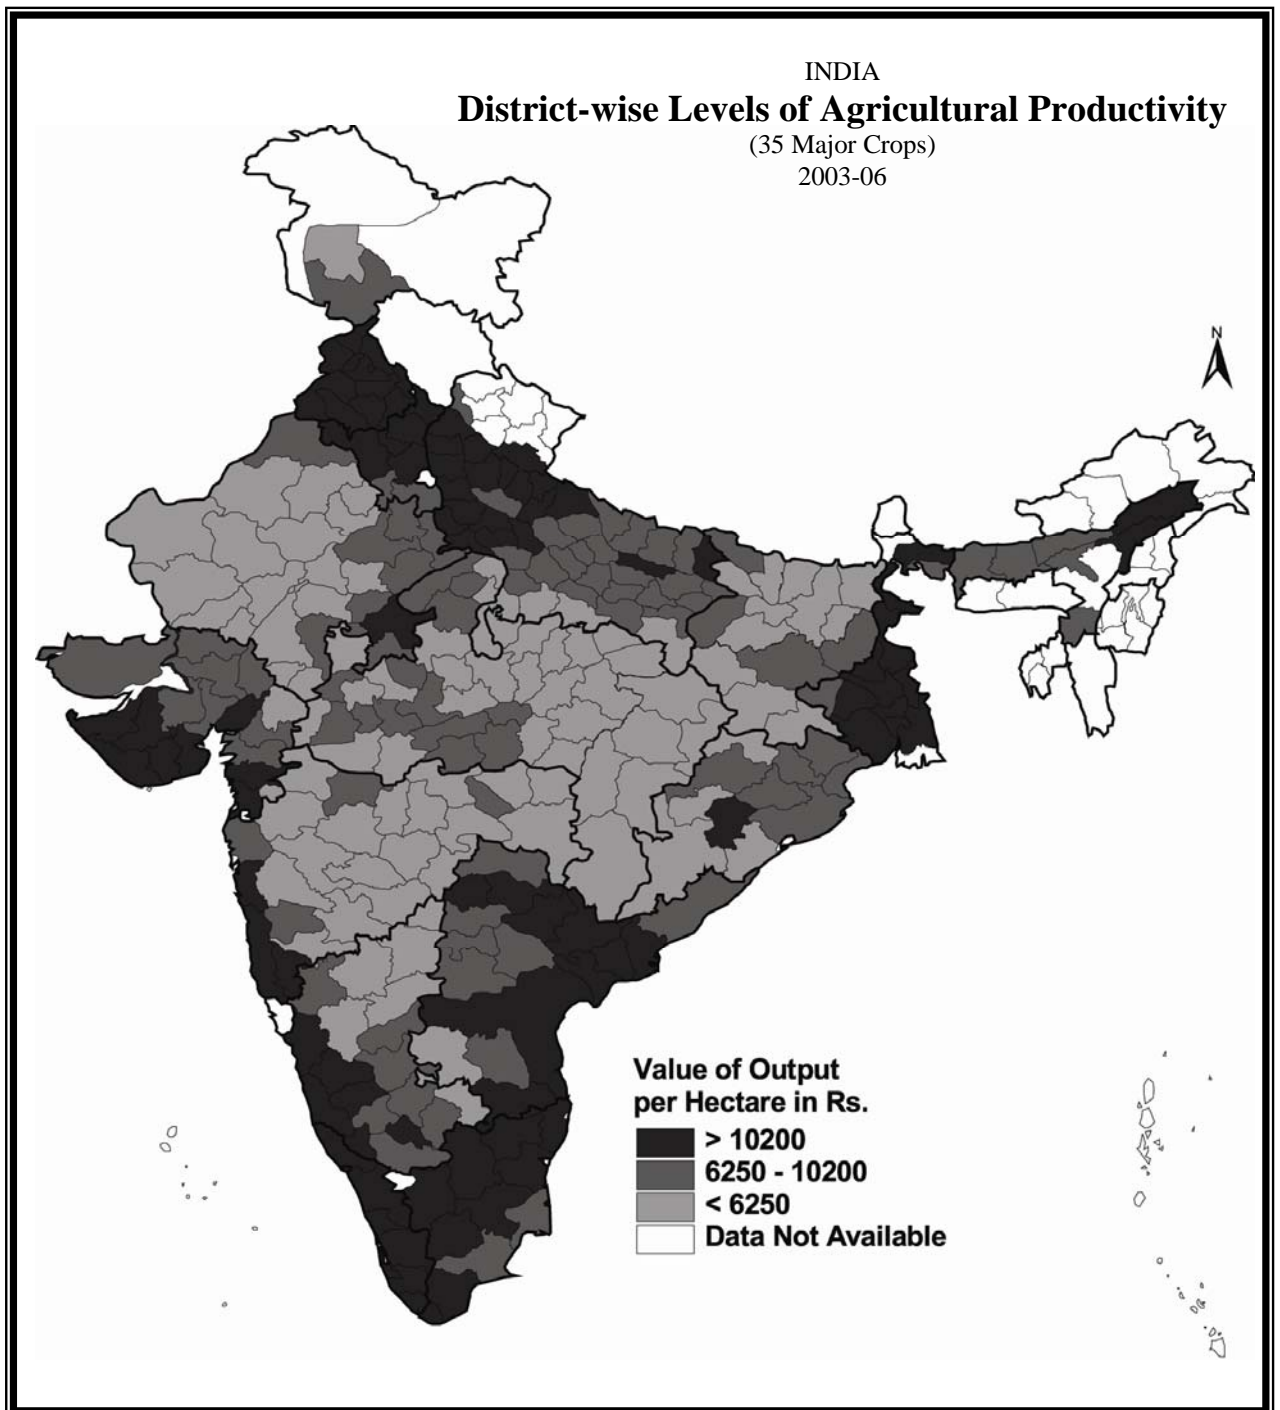 INDIA
District-wise Levels of Agricultural Productivity
(35 Major Crops)
2003-06
N
Value of Output
per Hectare in Rs.
> 10200
6250 - 10200
< 6250
Data Not Available